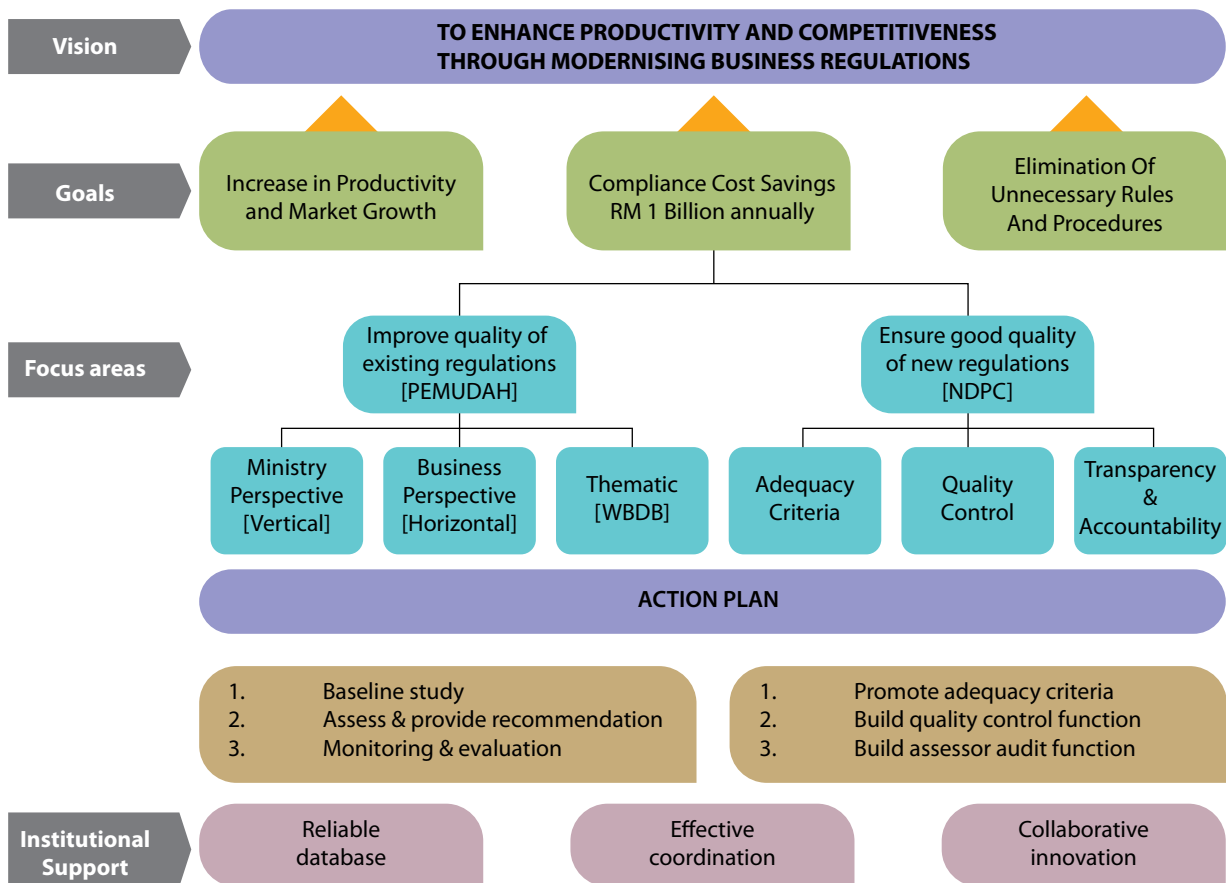 Vision
TO ENHANCE PRODUCTIVITY AND COMPETITIVENESS
THROUGH MODERNISING BUSINESS REGULATIONS
Goals
Increase in Productivity
and Market Growth
Compliance Cost Savings
RM 1 Billion annually
Elimination Of
Unnecessary Rules
And Procedures
Focus areas
Improve quality of
existing regulations
[PEMUDAH]
Ensure good quality
of new regulations
[NDPC]
Ministry
Perspective
[Vertical]
Business
Perspective
[Horizontal]
Thematic
[WBDB]
Adequacy
Criteria
Quality
Control
Transparency
&
Accountability
ACTION PLAN
1. Baseline study
2. Assess & provide recommendation
3. Monitoring & evaluation
1. Promote adequacy criteria
2. Build quality control function
3. Build assessor audit function
Institutional
Support
Reliable
database
Effective
coordination
Collaborative
innovation